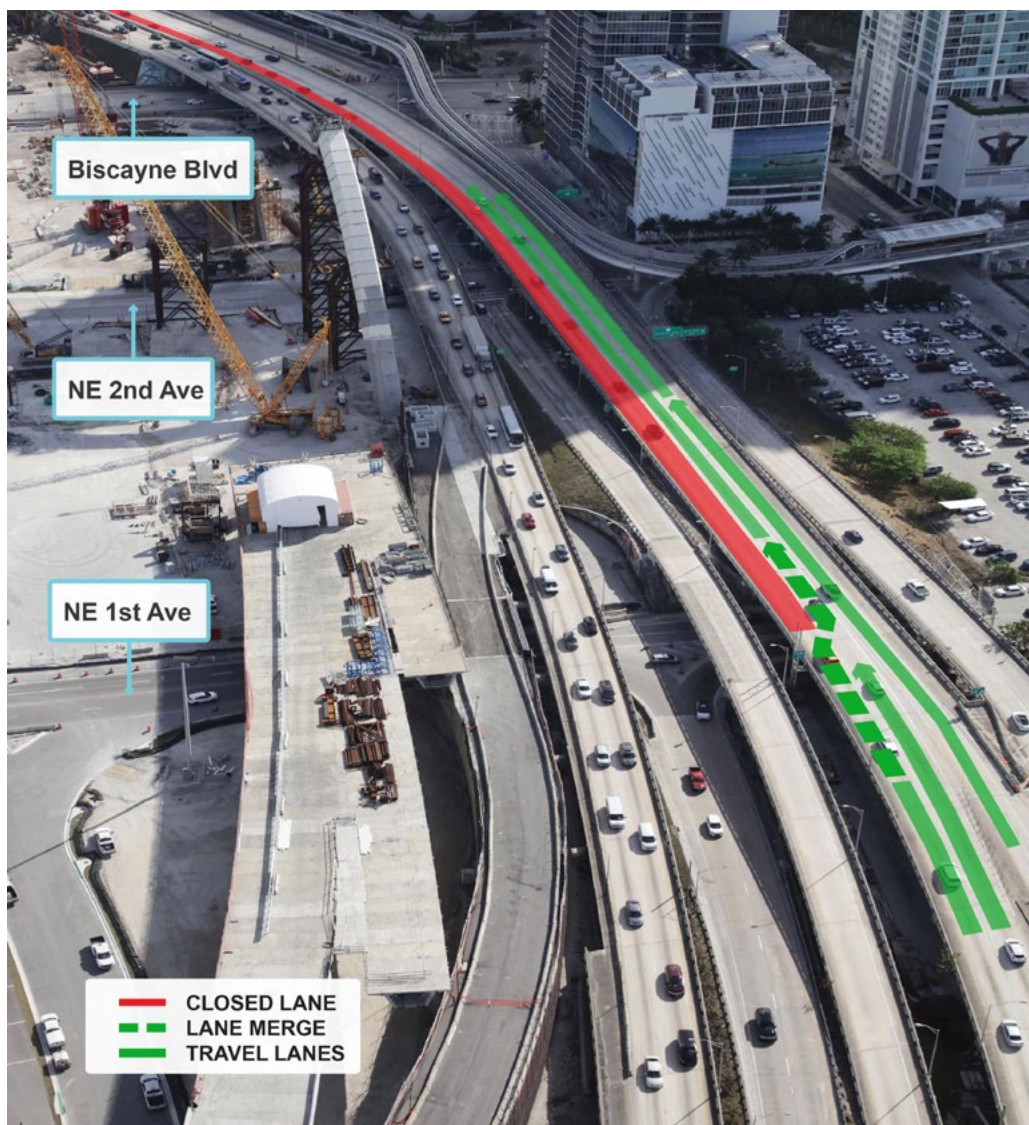 Biscayne Blvd
NE 2nd Ave
NE 1st Ave
CLOSED LANE
LANE MERGE
TRAVEL LANES